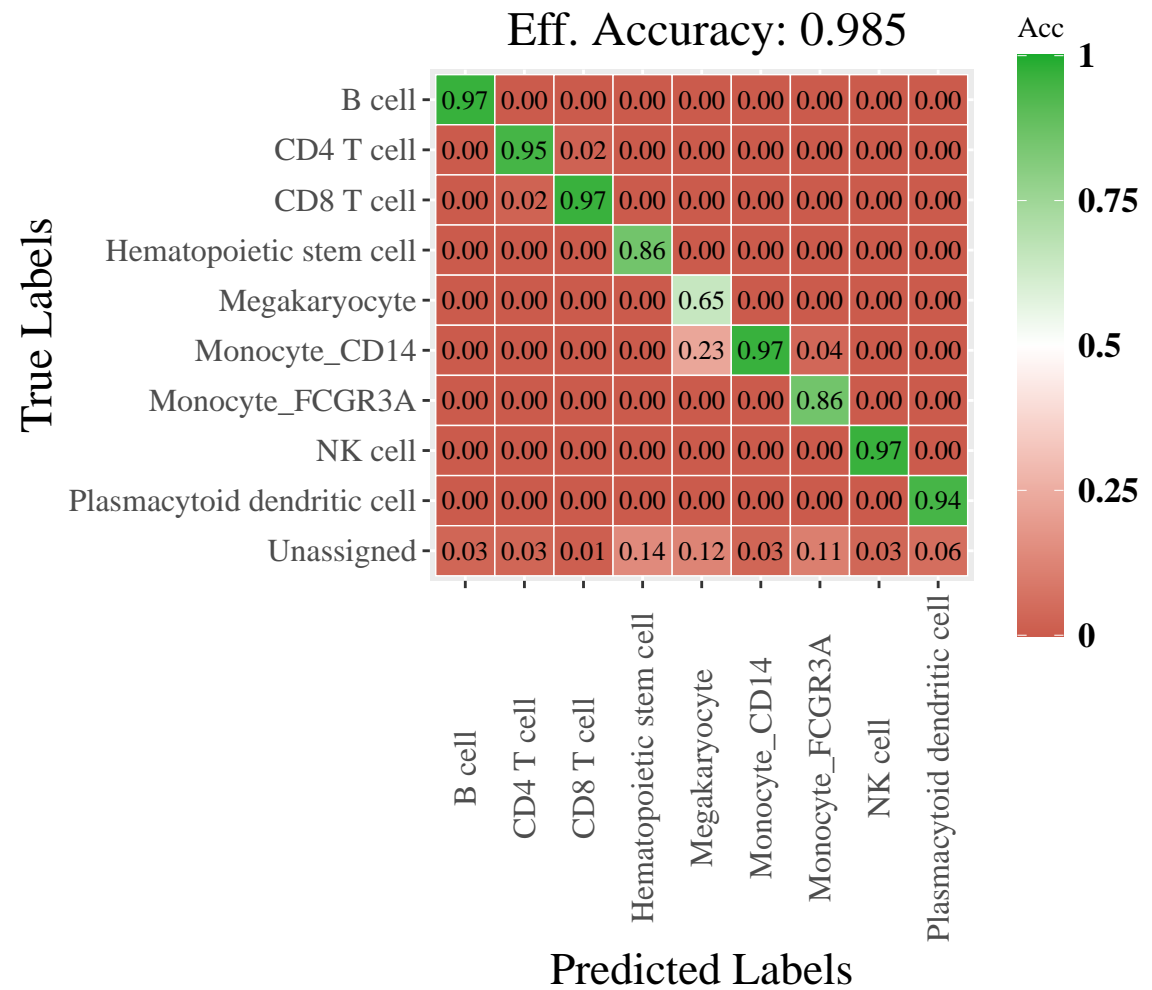 Eff. Accuracy: 0.985
Acc
1
0.75
0.5
0.25
0
True Labels
B cell 0.97 0.00 0.00 0.00 0.00 0.00 0.00 0.00 0.00
CD4 T cell 0.00 0.95 0.02 0.00 0.00 0.00 0.00 0.00 0.00
CD8 T cell 0.00 0.02 0.97 0.00 0.00 0.00 0.00 0.00 0.00
Hematopoietic stem cell 0.00 0.00 0.00 0.86 0.00 0.00 0.00 0.00 0.00
Megakaryocyte 0.00 0.00 0.00 0.00 0.65 0.00 0.00 0.00 0.00
Monocyte_CD14 0.00 0.00 0.00 0.00 0.23 0.97 0.04 0.00 0.00
Monocyte_FCGR3A 0.00 0.00 0.00 0.00 0.00 0.00 0.86 0.00 0.00
NK cell 0.00 0.00 0.00 0.00 0.00 0.00 0.00 0.97 0.00
Plasmacytoid dendritic cell 0.00 0.00 0.00 0.00 0.00 0.00 0.00 0.00 0.94
Unassigned 0.03 0.03 0.01 0.14 0.12 0.03 0.11 0.03 0.06
B cell
CD4 T cell
CD8 T cell
Hematopoietic stem cell
Megakaryocyte
Monocyte_CD14
Monocyte_FCGR3A
NK cell
Plasmacytoid dendritic cell
Predicted Labels